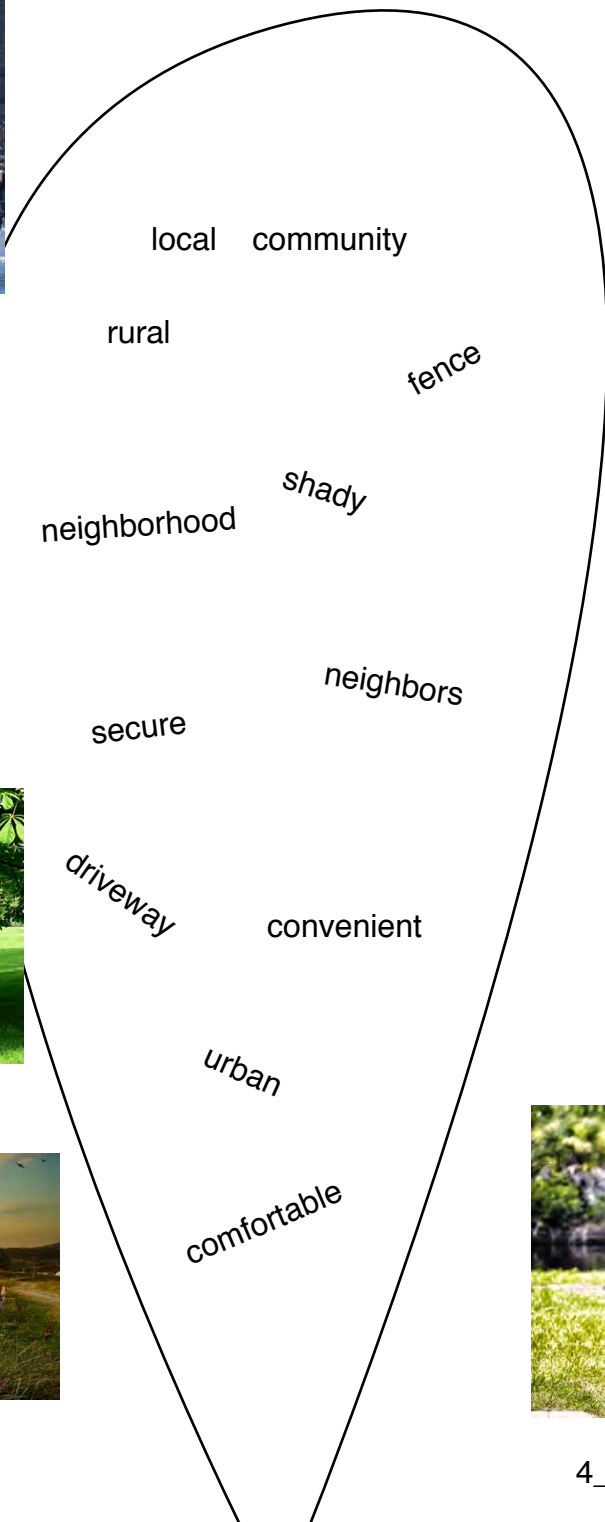 local community
rural
fence
shady
neighborhood
neighbors
secure
driveway
convenient
urban
comfortable
4_